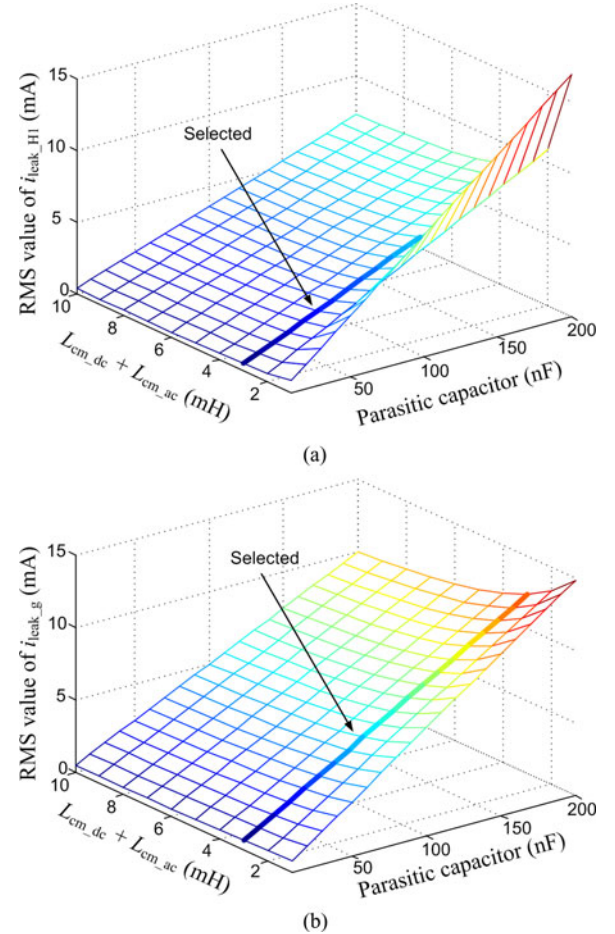 15
10
5
0
RMS value of i_leak_H1 (mA)
Selected
10
8
6
4
2
L_cm_dc + L_cm_ac (mH)
50
100
150
200
Parasitic capacitor (nF)
(a)
15
10
5
0
RMS value of i_leak_g (mA)
Selected
10
8
6
4
2
L_cm_dc + L_cm_ac (mH)
50
100
150
200
Parasitic capacitor (nF)
(b)